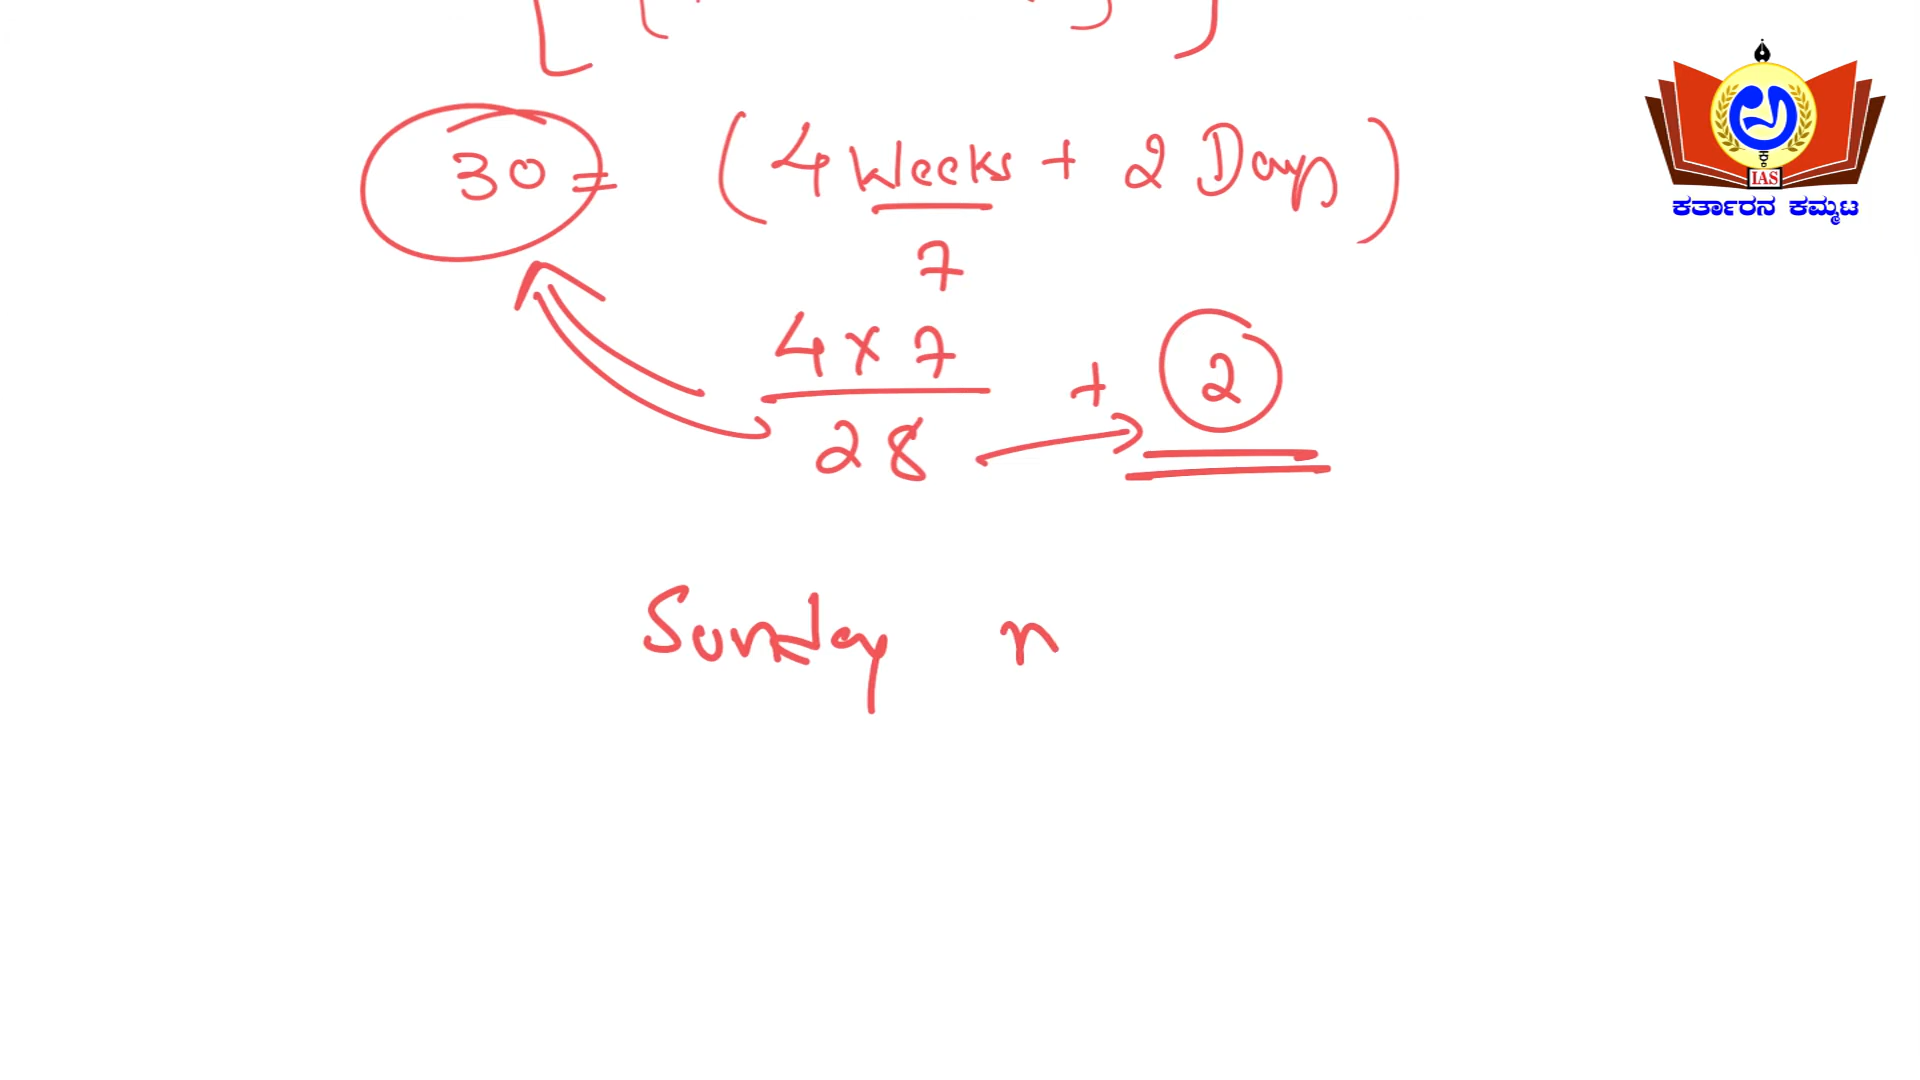 30 = (4 Weeks + 2 Days)
7
4 x 7 + 2
28
Sunday n
IAS
ಕರ್ತಾರನ ಕಮ್ಮಟ